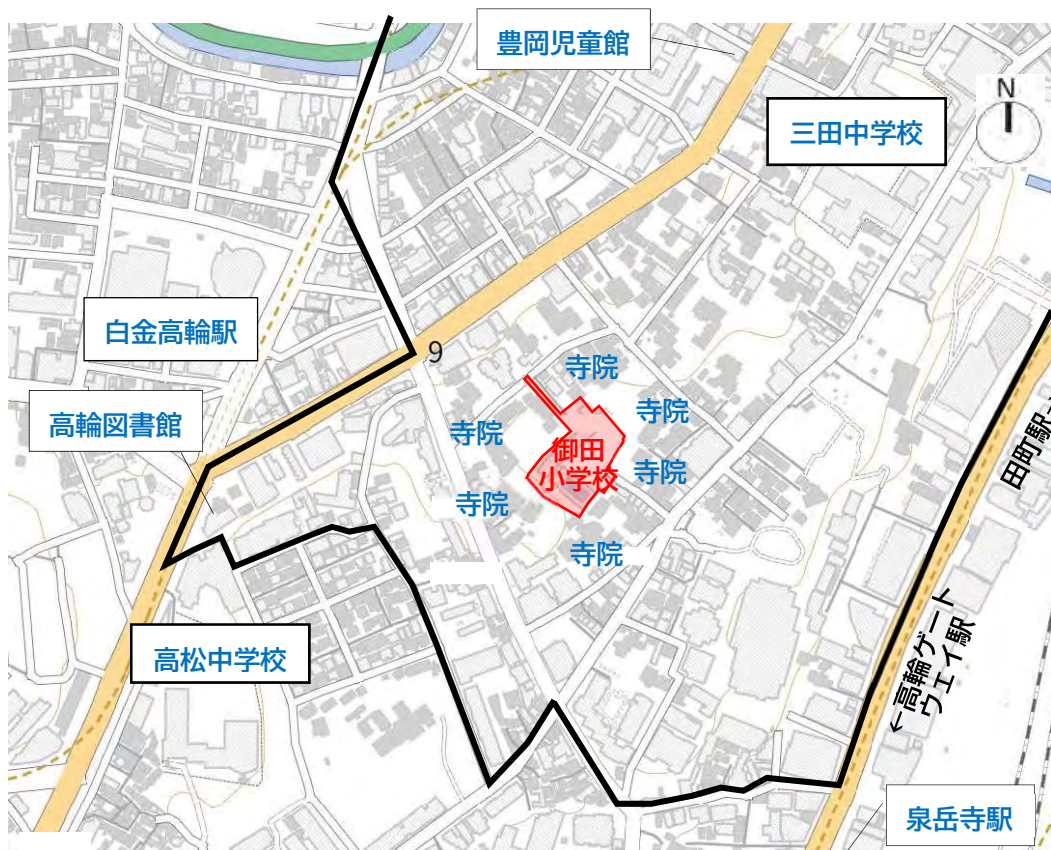 豊岡児童館
N
三田中学校
白金高輪駅
9
寺院
高輪図書館
寺院
寺院
御田
小学校
寺院
寺院
寺院
田町駅→
高松中学校
←高輪ゲート
ウェイ駅
泉岳寺駅